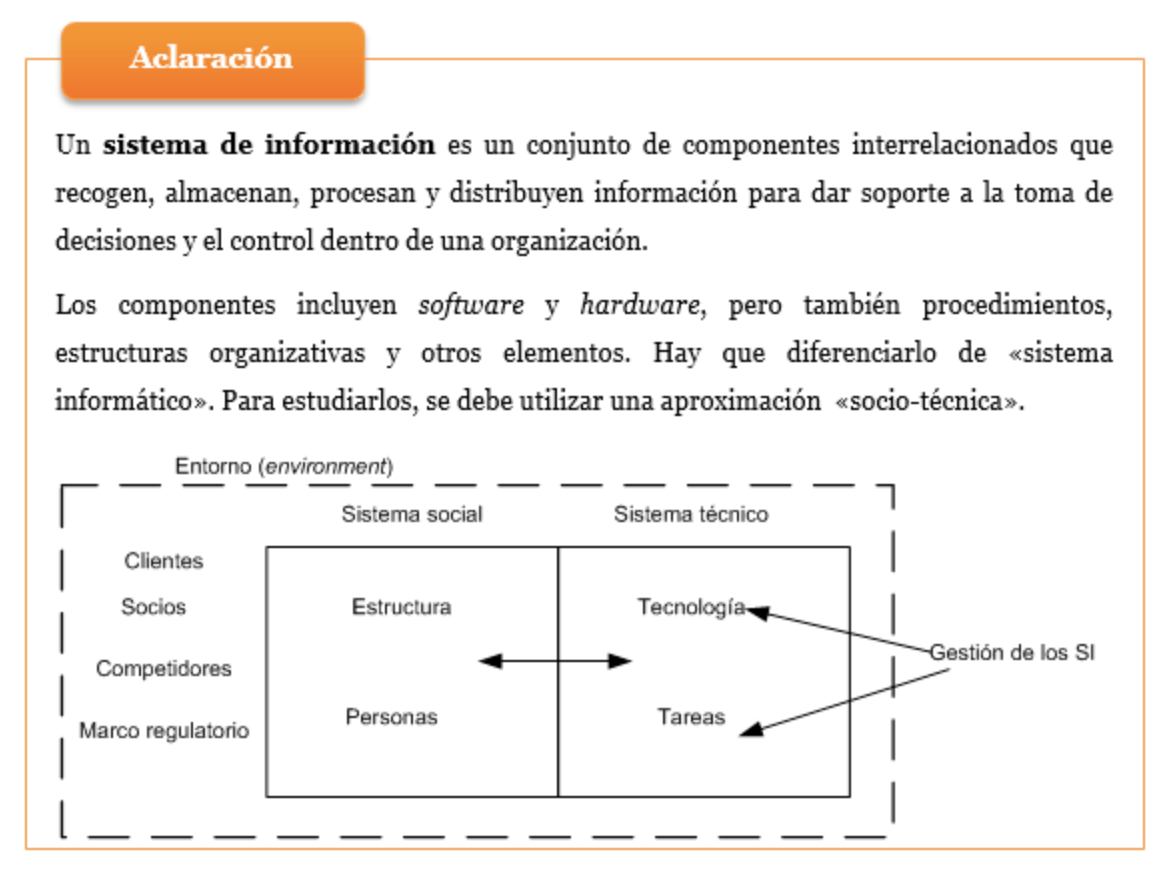 Aclaración
Un sistema de información es un conjunto de componentes interrelacionados que
recogen, almacenan, procesan y distribuyen información para dar soporte a la toma de
decisiones y el control dentro de una organización.
Los componentes incluyen software y hardware, pero también procedimientos,
estructuras organizativas y otros elementos. Hay que diferenciarlo de «sistema
informático». Para estudiarlos, se debe utilizar una aproximación «socio-técnica».
Entorno (environment)
Sistema social
Sistema técnico
Clientes
Socios
Competidores
Marco regulatorio
Estructura
Personas
Tecnología
Tareas
Gestión de los SI